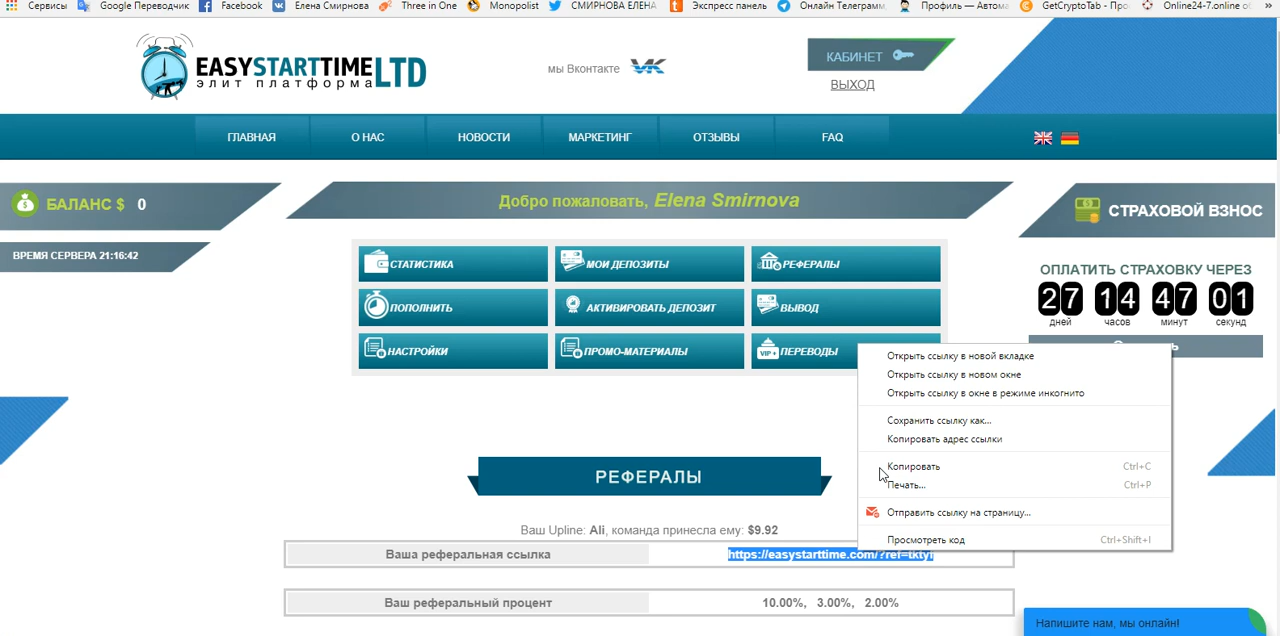 Сервисы Google Переводчик Facebook Елена Смирнова Three in One Monopolist СМИРНОВА ЕЛЕНА Экспресс панель Онлайн Телеграмм Профиль — Автома GetCryptoTab - Про Online24-7.online о »
EASYSTARTTIME LTD
элит платформа
мы Вконтакте
КАБИНЕТ
ВЫХОД
ГЛАВНАЯ О НАС НОВОСТИ МАРКЕТИНГ ОТЗЫВЫ FAQ
БАЛАНС $ 0
Добро пожаловать, Elena Smirnova
СТРАХОВОЙ ВЗНОС
ВРЕМЯ СЕРВЕРА 21:16:42
СТАТИСТИКА МОИ ДЕПОЗИТЫ РЕФЕРАЛЫ
ПОПОЛНИТЬ АКТИВИРОВАТЬ ДЕПОЗИТ ВЫВОД
НАСТРОЙКИ ПРОМО-МАТЕРИАЛЫ VIP+ ПЕРЕВОДЫ
ОПЛАТИТЬ СТРАХОВКУ ЧЕРЕЗ
27 14 47 01
дней часов минут секунд
Открыть ссылку в новой вкладке
Открыть ссылку в новом окне
Открыть ссылку в окне в режиме инкогнито
Сохранить ссылку как...
Копировать адрес ссылки
Копировать Ctrl+C
Печать... Ctrl+P
Отправить ссылку на страницу...
Просмотреть код Ctrl+Shift+I
РЕФЕРАЛЫ
Ваш Upline: Ali, команда принесла ему: $9.92
Ваша реферальная ссылка https://easystarttime.com/?ref=tktyf
Ваш реферальный процент 10.00%, 3.00%, 2.00%
Напишите нам, мы онлайн!